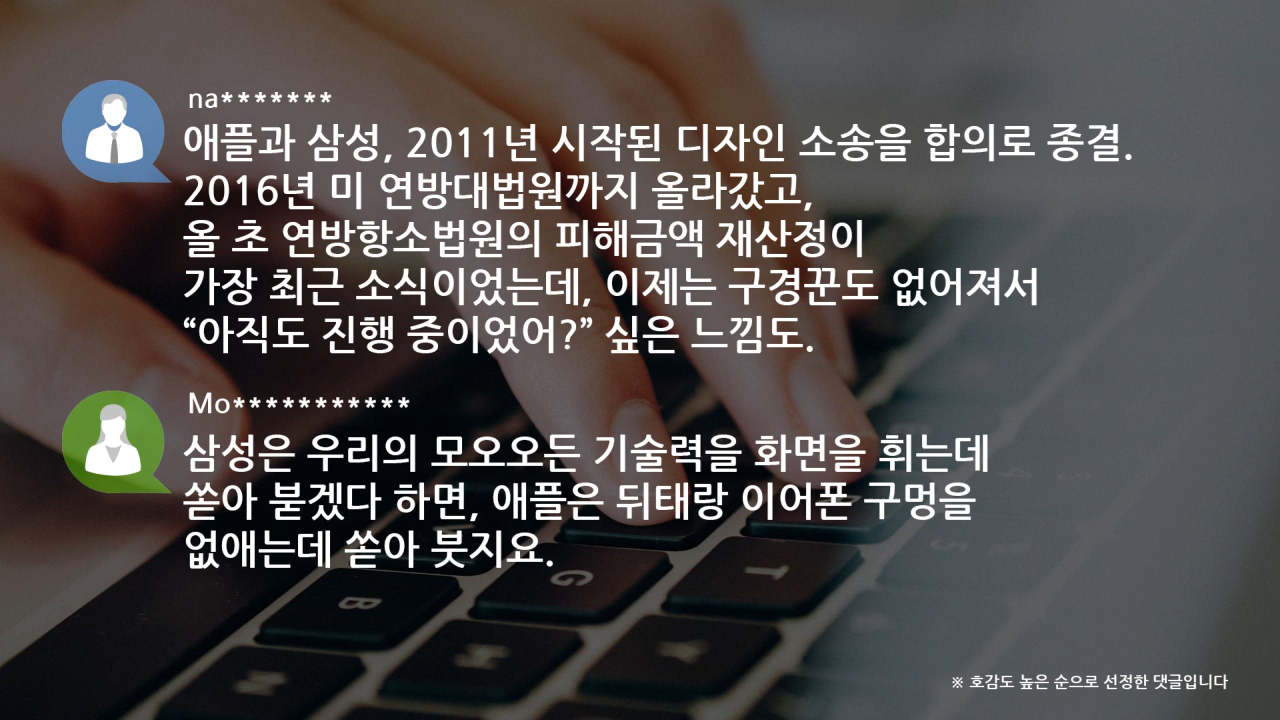 na*******
애플과 삼성, 2011년 시작된 디자인 소송을 합의로 종결.
2016년 미 연방대법원까지 올라갔고,
올 초 연방항소법원의 피해금액 재산정이
가장 최근 소식이었는데, 이제는 구경꾼도 없어져서
“아직도 진행 중이었어?” 싶은 느낌도.
Mo***********
삼성은 우리의 모오오든 기술력을 화면을 휘는데
쏟아 붇겠다 하면, 애플은 뒤태랑 이어폰 구멍을
없애는데 쏟아 붓지요.
G
T
B
H
Y
N
※ 호감도 높은 순으로 선정한 댓글입니다